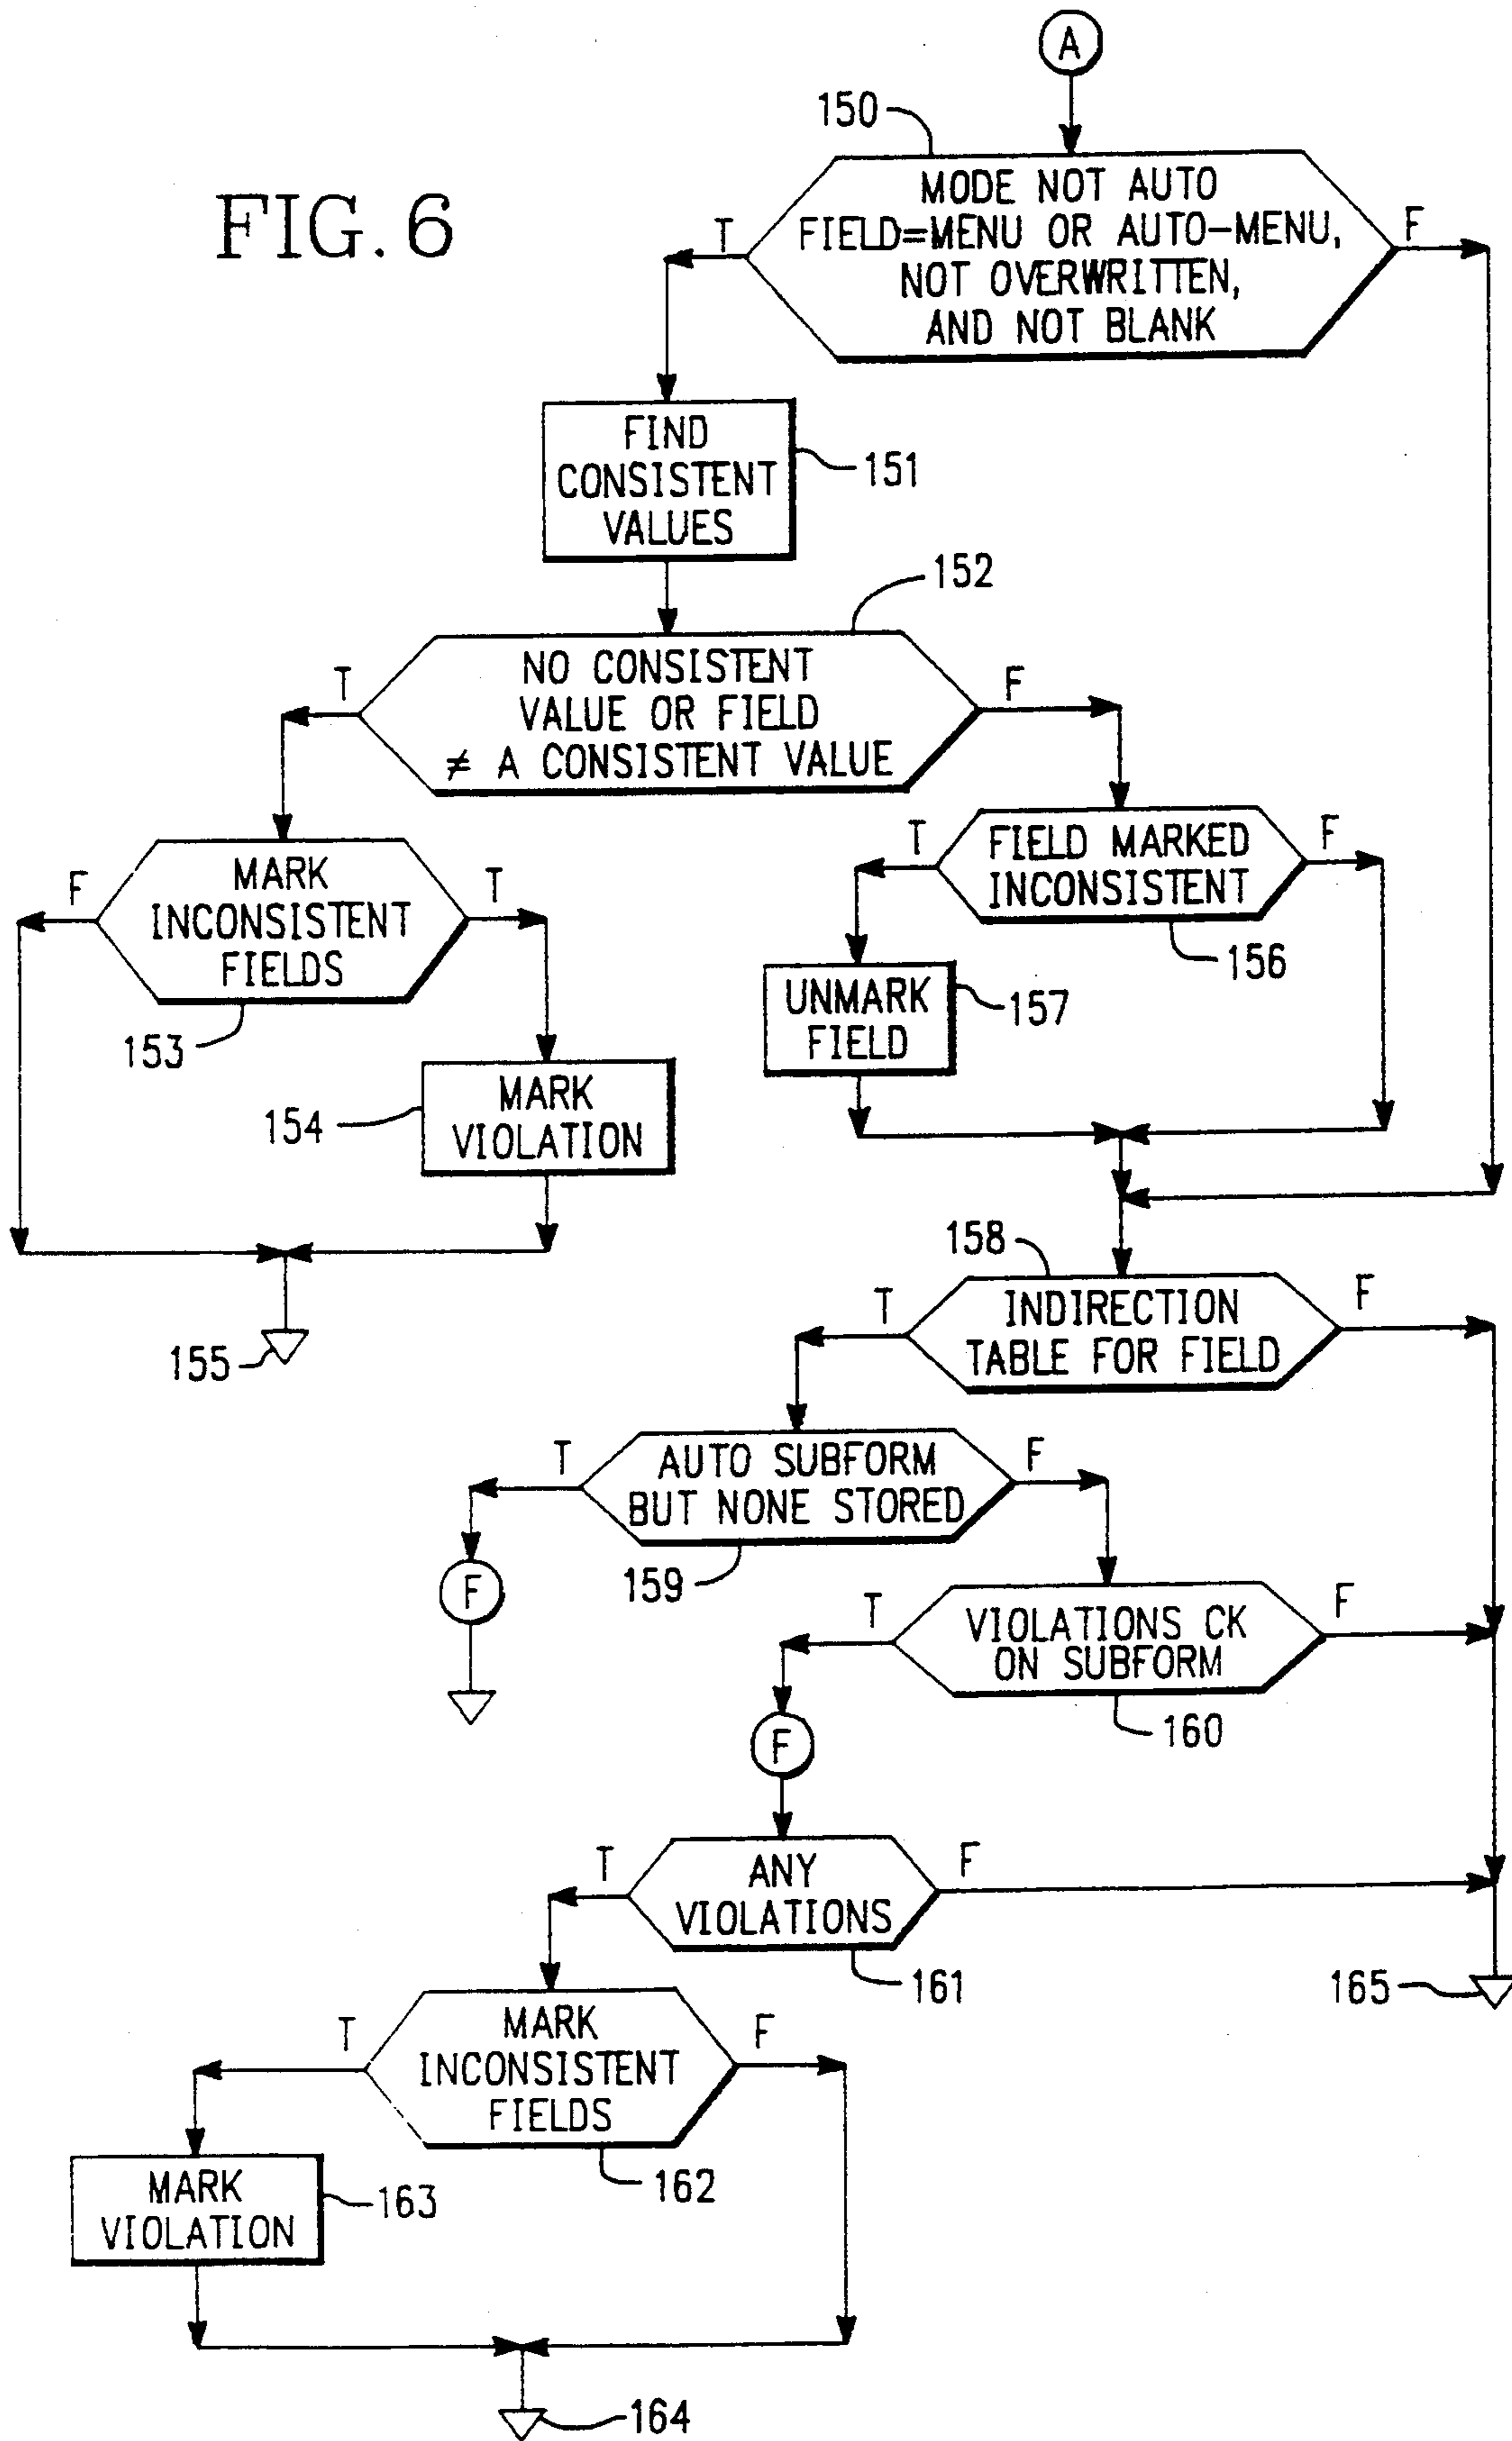 A
150
FIG. 6
MODE NOT AUTO
FIELD=MENU OR AUTO-MENU,
NOT OVERWRITTEN,
AND NOT BLANK
T
F
FIND
CONSISTENT
VALUES
151
152
NO CONSISTENT
VALUE OR FIELD
≠ A CONSISTENT VALUE
T
F
MARK
INCONSISTENT
FIELDS
F
T
153
FIELD MARKED
INCONSISTENT
T
F
156
UNMARK
FIELD
157
MARK
VIOLATION
154
155
158
INDIRECTION
TABLE FOR FIELD
T
F
AUTO SUBFORM
BUT NONE STORED
T
F
159
F
VIOLATIONS CK
ON SUBFORM
T
F
160
F
ANY
VIOLATIONS
T
F
161
165
MARK
INCONSISTENT
FIELDS
T
F
162
MARK
VIOLATION
163
164